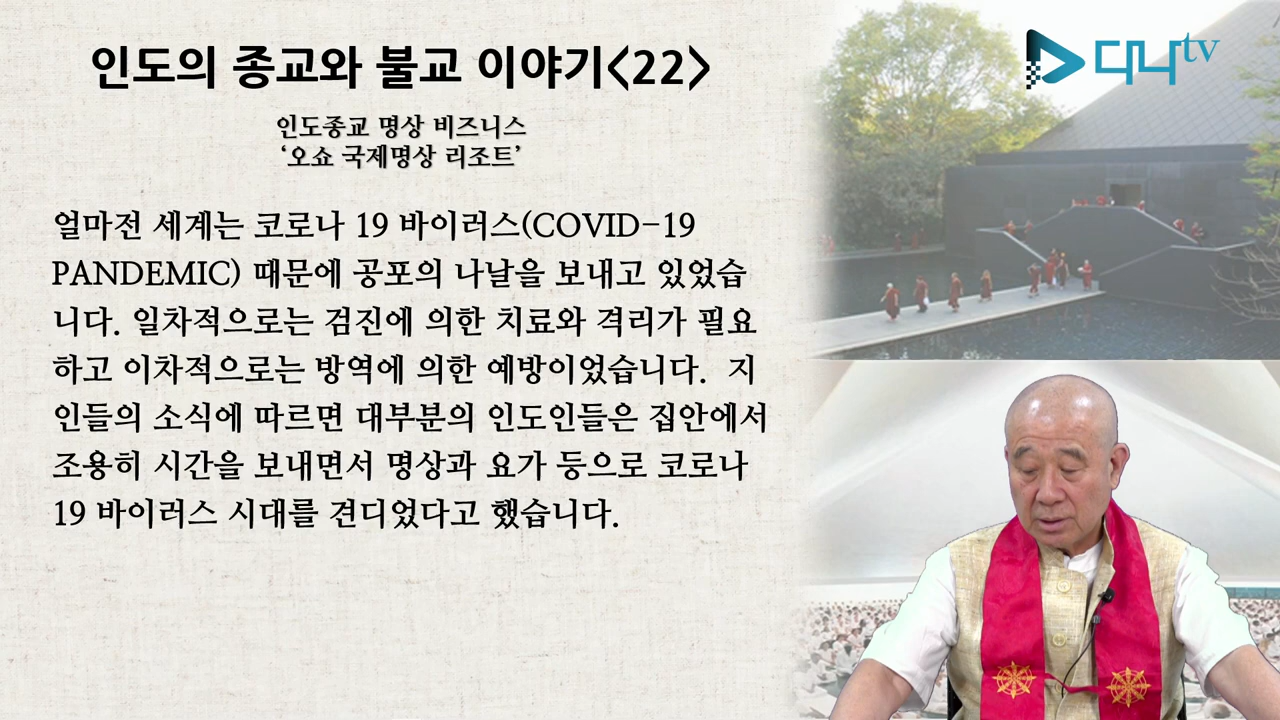 인도의 종교와 불교 이야기<22>
인도종교 명상 비즈니스
‘오쇼 국제명상 리조트’
얼마전 세계는 코로나 19 바이러스(COVID-19
PANDEMIC) 때문에 공포의 나날을 보내고 있었습
니다. 일차적으로는 검진에 의한 치료와 격리가 필요
하고 이차적으로는 방역에 의한 예방이었습니다.  지
인들의 소식에 따르면 대부분의 인도인들은 집안에서
조용히 시간을 보내면서 명상과 요가 등으로 코로나
19 바이러스 시대를 견디었다고 했습니다.
다나tv